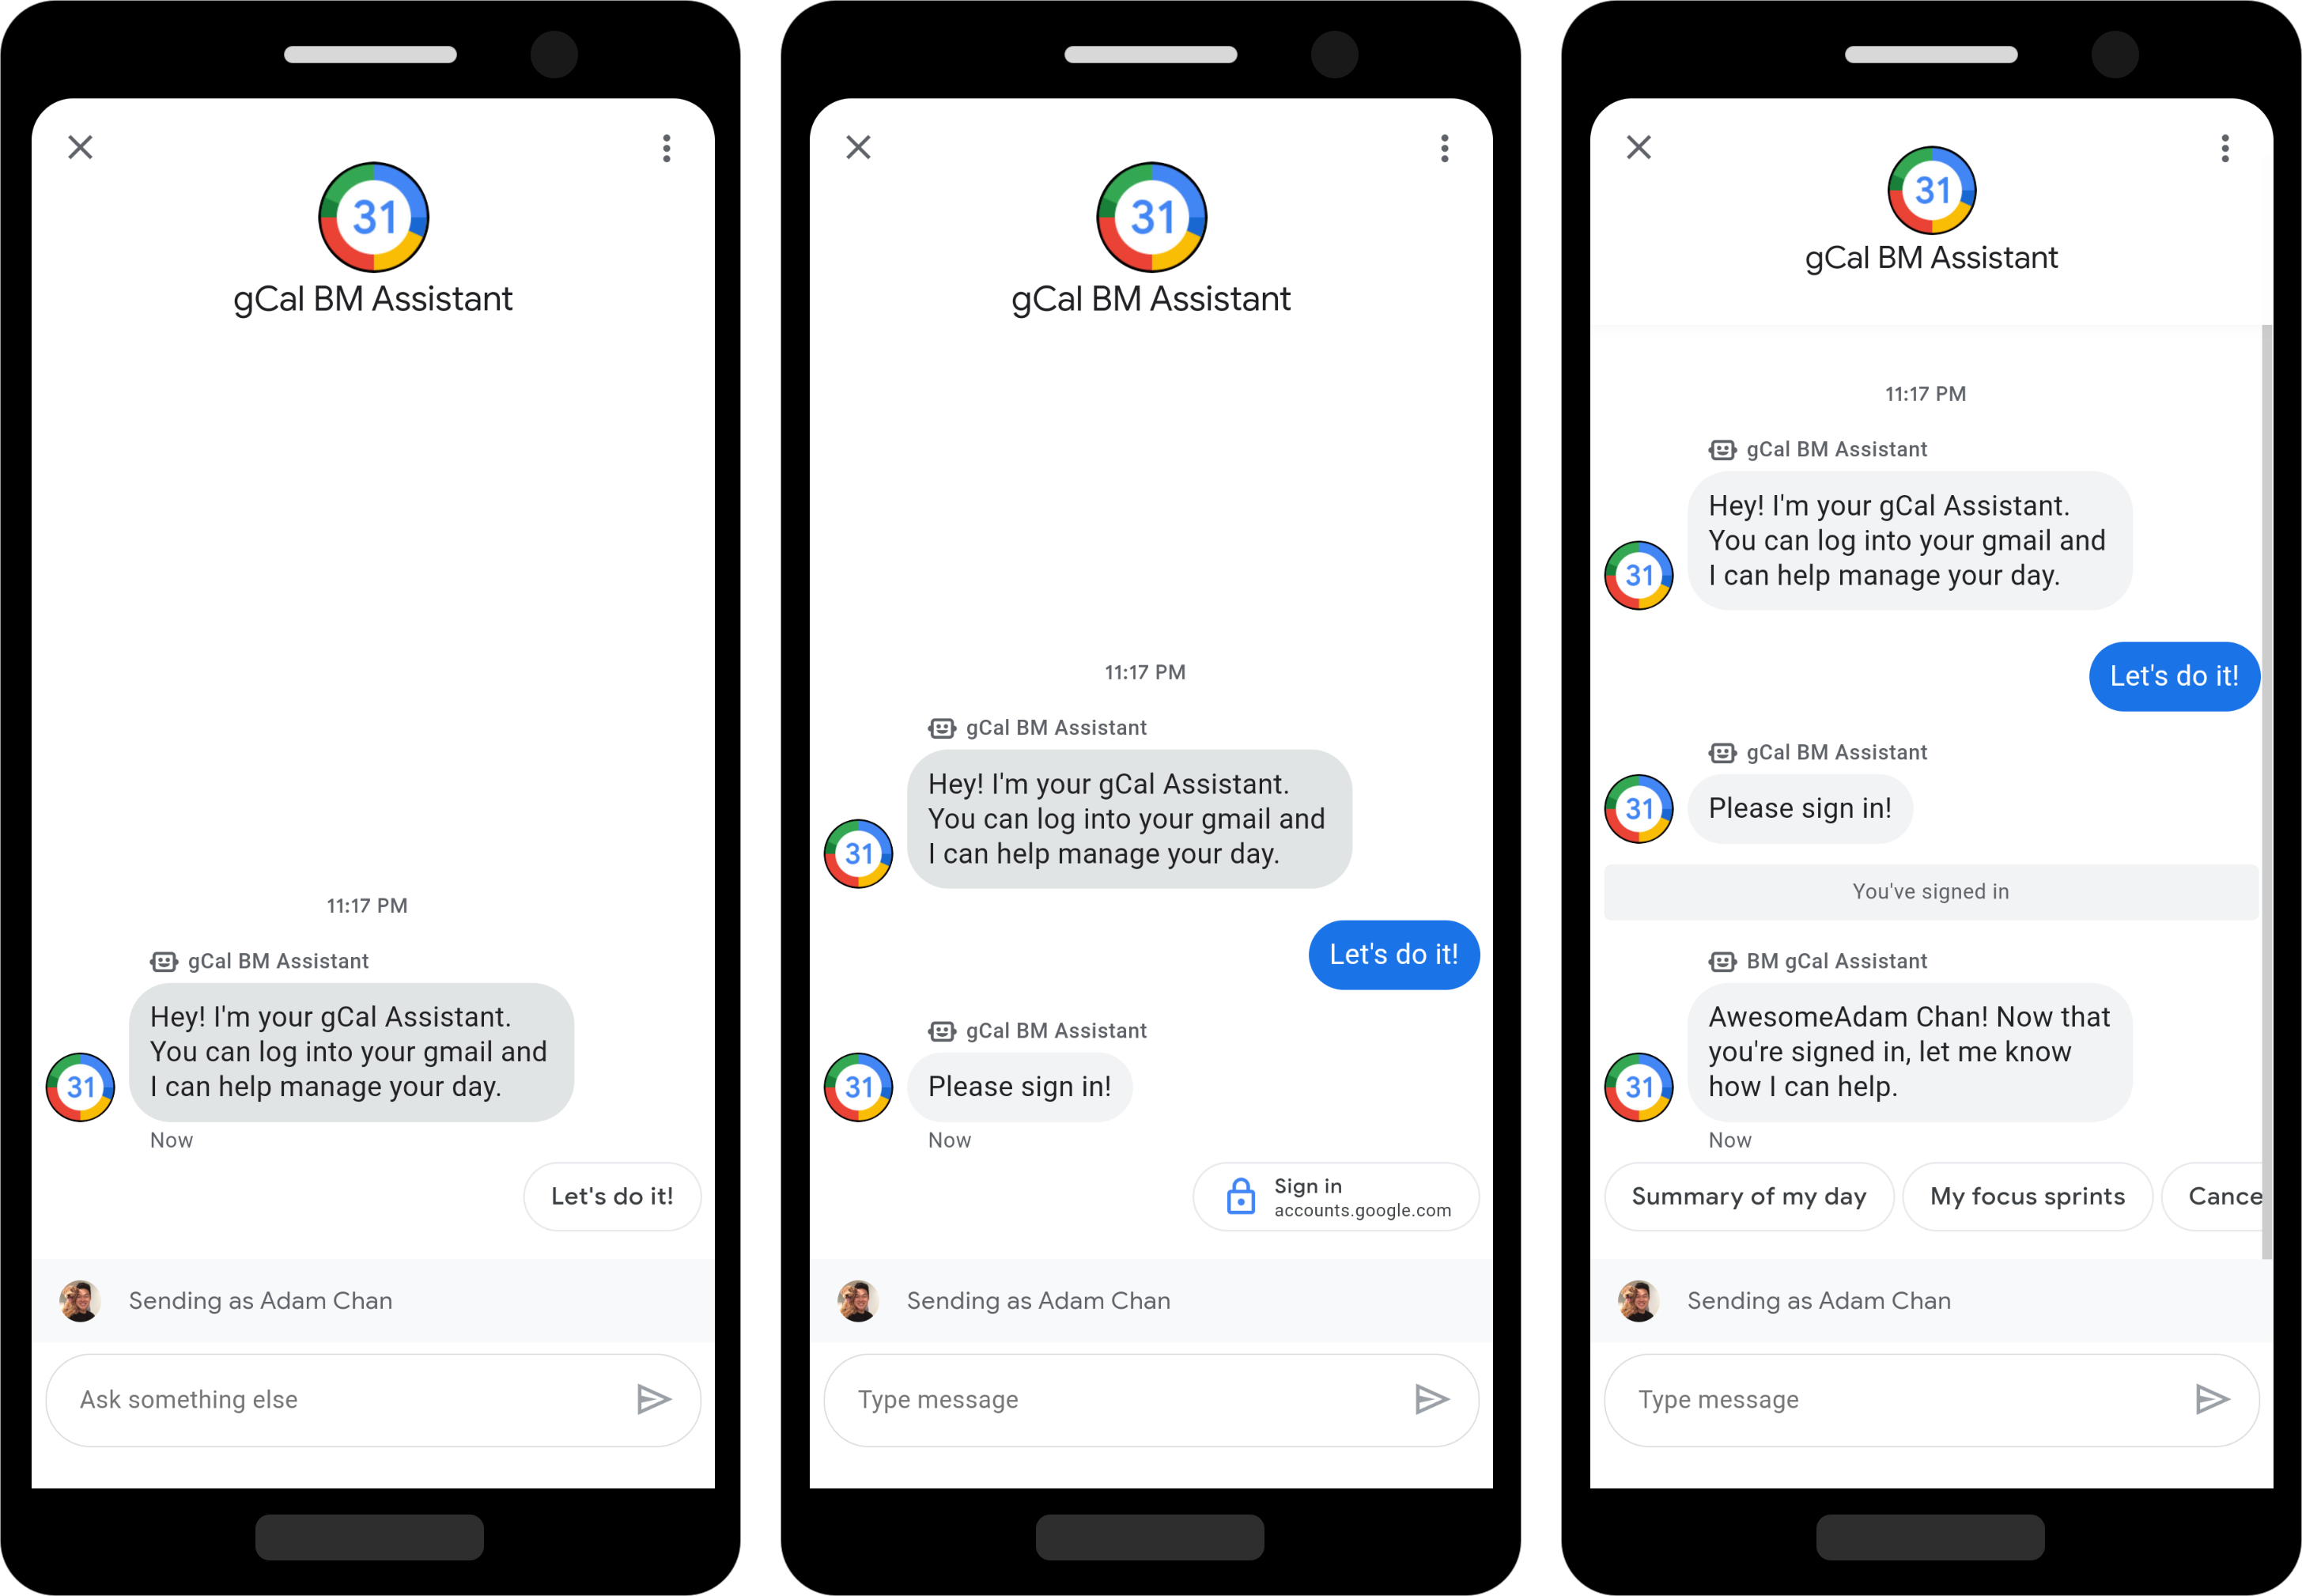 31
gCal BM Assistant
11:17 PM
gCal BM Assistant
Hey! I'm your gCal Assistant.
You can log into your gmail and
I can help manage your day.
31
Now
Let's do it!
Sending as Adam Chan
Ask something else
31
gCal BM Assistant
11:17 PM
gCal BM Assistant
Hey! I'm your gCal Assistant.
You can log into your gmail and
I can help manage your day.
31
Let's do it!
gCal BM Assistant
31
Please sign in!
Now
Sign in
accounts.google.com
Sending as Adam Chan
Type message
31
gCal BM Assistant
11:17 PM
gCal BM Assistant
Hey! I'm your gCal Assistant.
You can log into your gmail and
I can help manage your day.
31
Let's do it!
gCal BM Assistant
31
Please sign in!
You've signed in
BM gCal Assistant
AwesomeAdam Chan! Now that
you're signed in, let me know
how I can help.
31
Now
Summary of my day
My focus sprints
Cance
Sending as Adam Chan
Type message